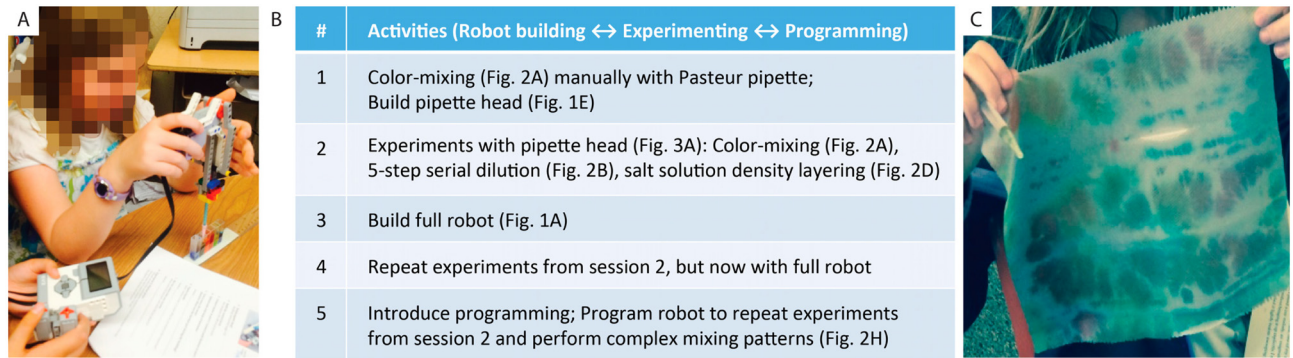 A
B
# Activities (Robot building ↔ Experimenting ↔ Programming)
1 Color-mixing (Fig. 2A) manually with Pasteur pipette;
Build pipette head (Fig. 1E)
2 Experiments with pipette head (Fig. 3A): Color-mixing (Fig. 2A),
5-step serial dilution (Fig. 2B), salt solution density layering (Fig. 2D)
3 Build full robot (Fig. 1A)
4 Repeat experiments from session 2, but now with full robot
5 Introduce programming; Program robot to repeat experiments
from session 2 and perform complex mixing patterns (Fig. 2H)
C